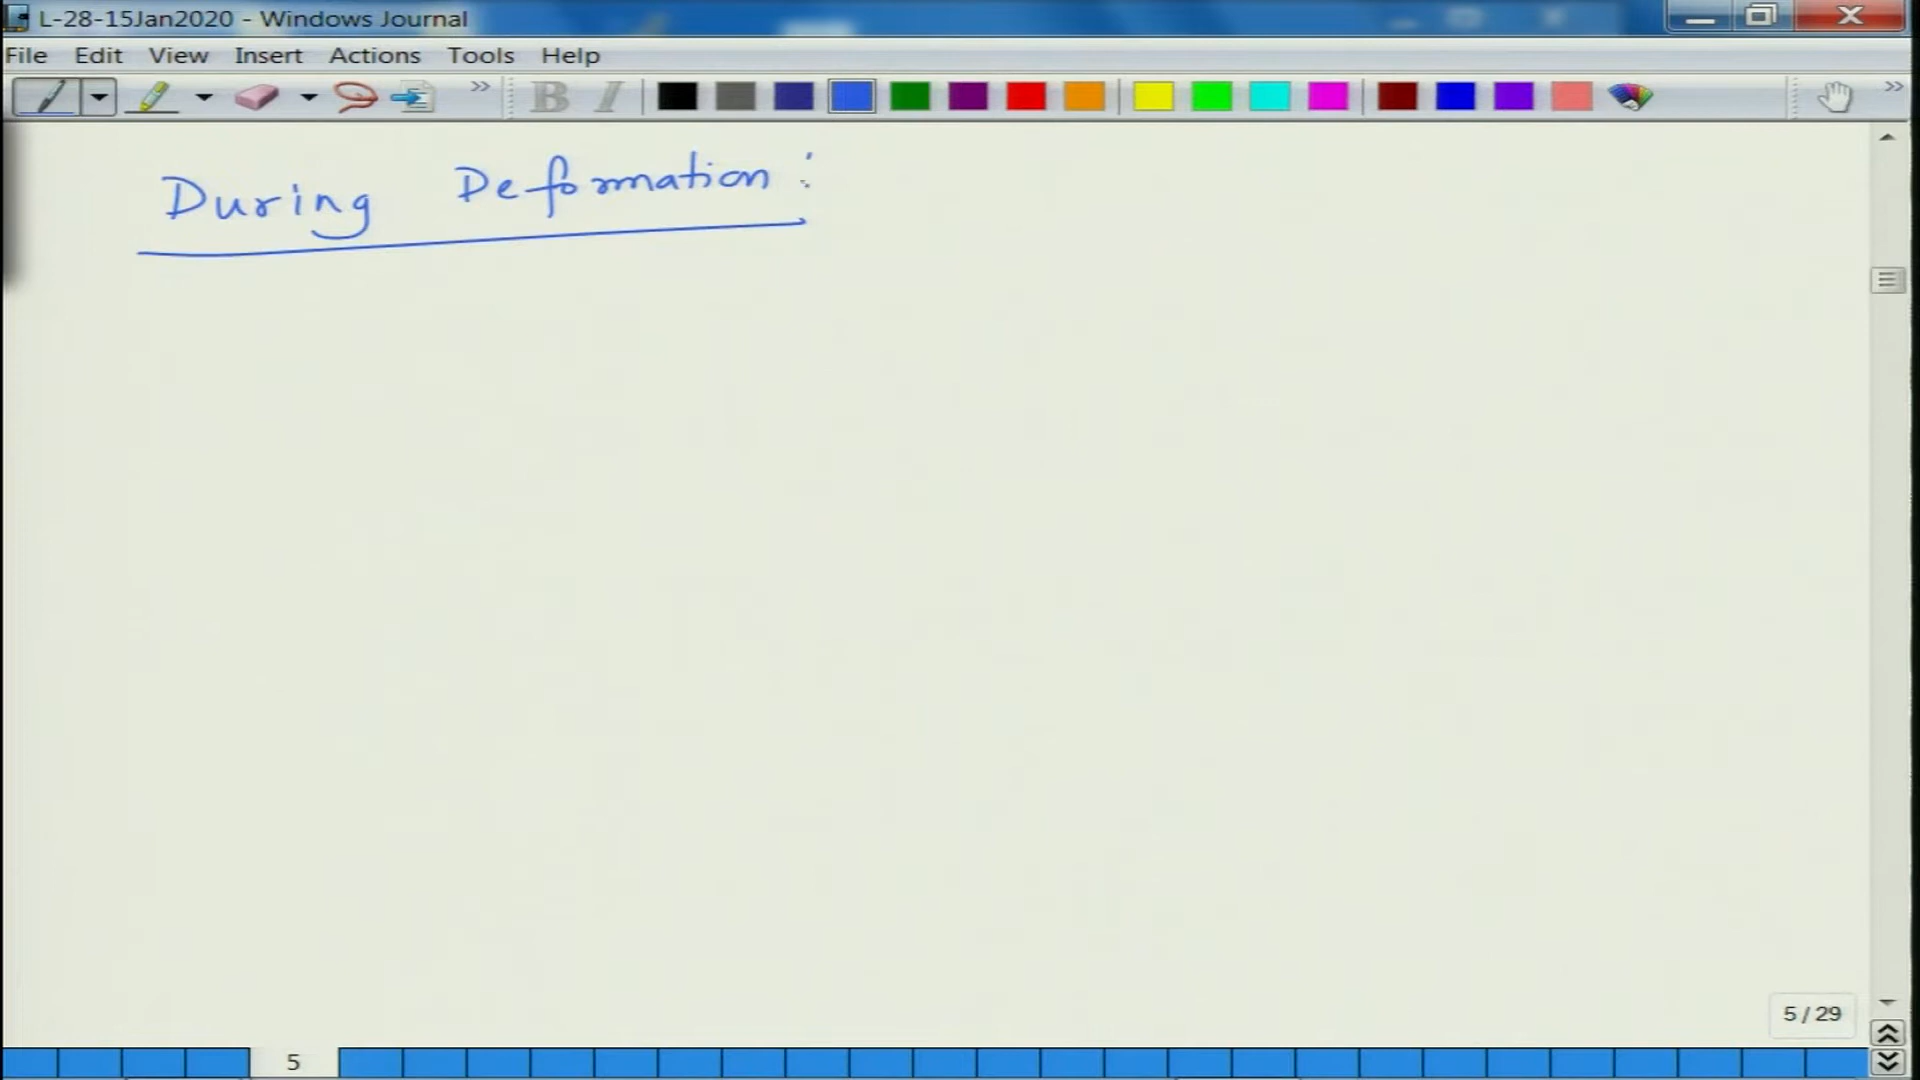 L-28-15Jan2020 - Windows Journal
File Edit View Insert Actions Tools Help
B I
During Deformation:
5 / 29
5